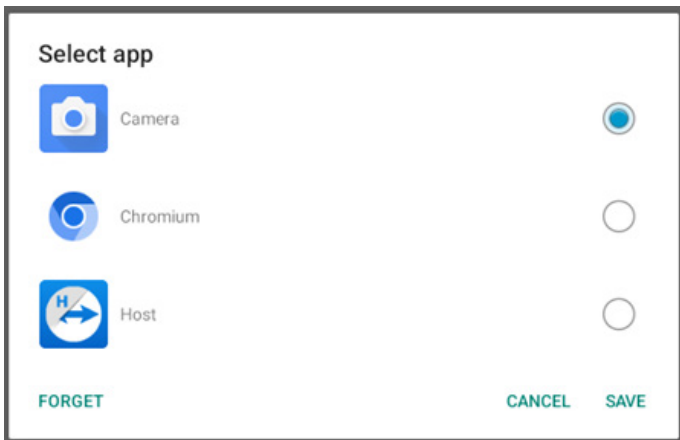 Select app
Camera
Chromium
H
Host
FORGET
CANCEL
SAVE